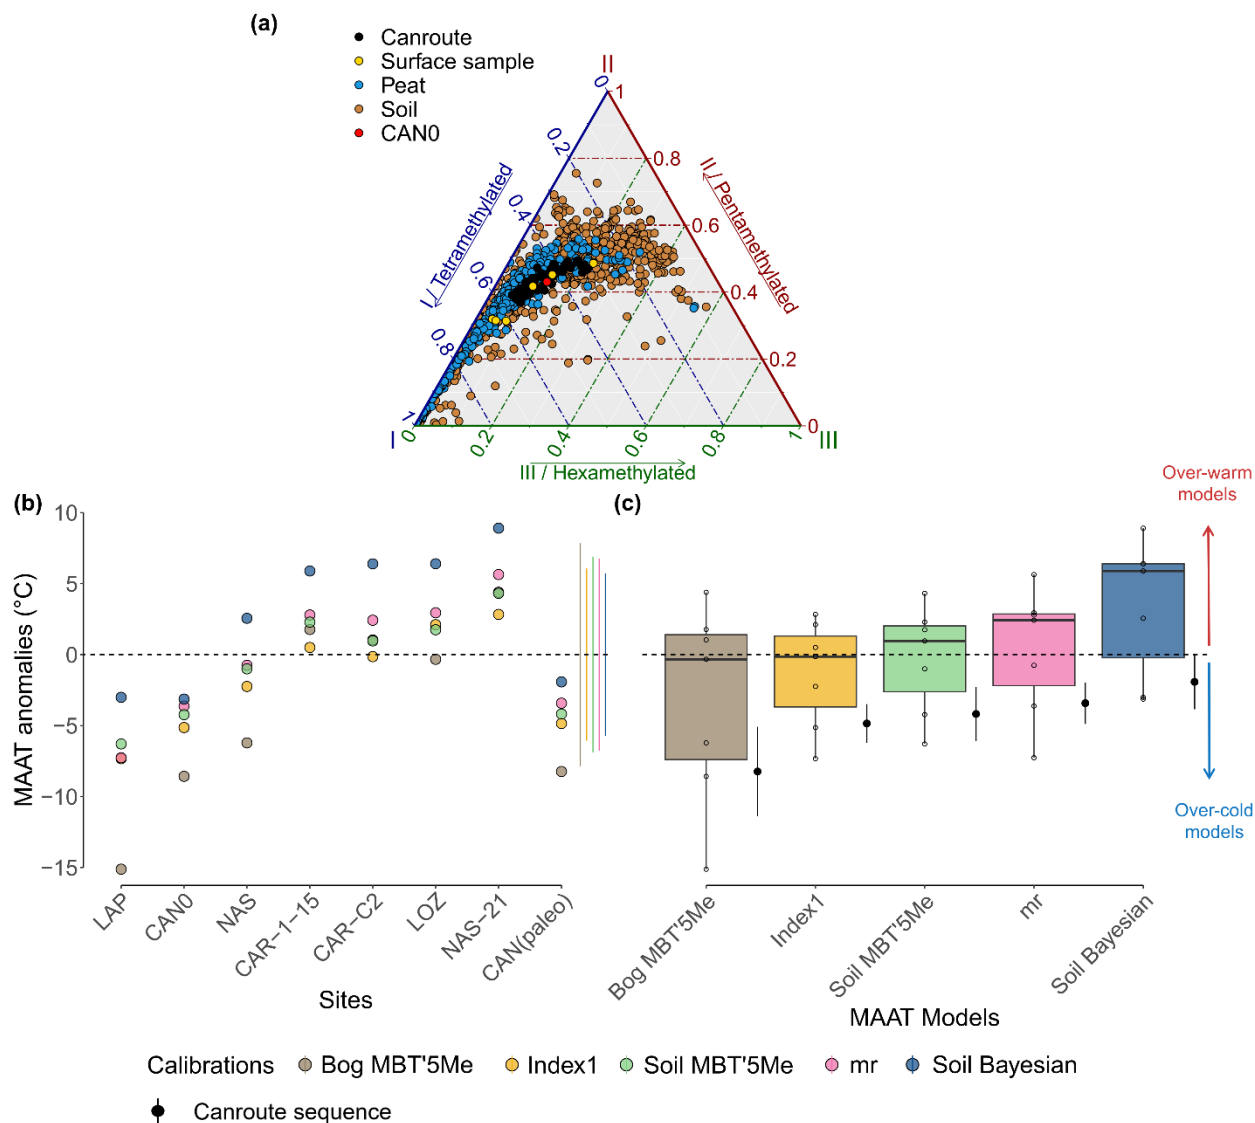 (a)
Canroute
Surface sample
Peat
Soil
CAN0
II
0
1
0.2
0.8
0.4
0.6
0.6
0.4
0.8
0.2
1
0
I / Tetramethylated
II / Pentamethylated
I
III
0
0.2
0.4
0.6
0.8
1
III / Hexamethylated
(b)
(c)
Over-warm
models
MAAT anomalies (°C)
10
5
0
−5
−10
−15
Over-cold
models
LAP
CAN0
NAS
CAR−1−15
CAR−C2
LOZ
NAS−21
CAN(paleo)
Sites
Bog MBT'5Me
Index1
Soil MBT'5Me
mr
Soil Bayesian
MAAT Models
Calibrations Bog MBT'5Me Index1 Soil MBT'5Me mr Soil Bayesian
Canroute sequence